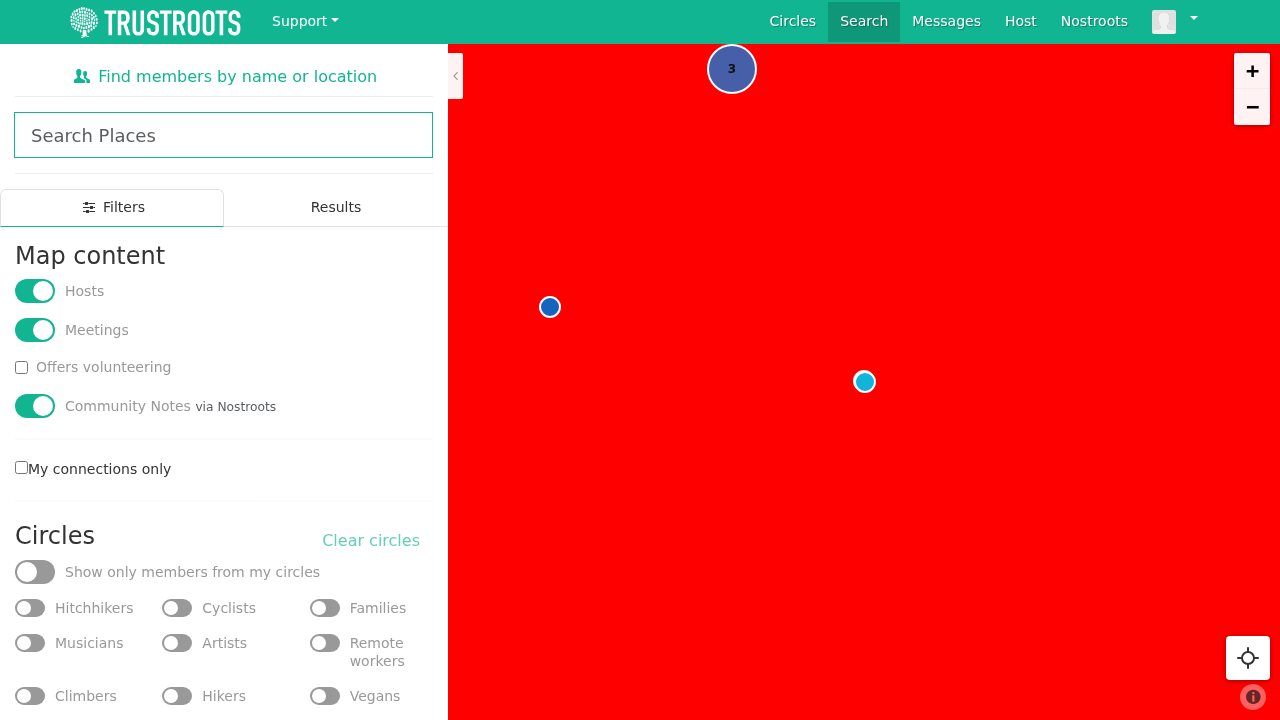 TRUSTROOTS
Support
Circles
Search
Messages
Host
Nostroots
Find members by name or location
Search Places
Filters
Results
Map content
Hosts
Meetings
Offers volunteering
Community Notes via Nostroots
My connections only
Circles
Clear circles
Show only members from my circles
Hitchhikers
Cyclists
Families
Musicians
Artists
Remote
workers
Climbers
Hikers
Vegans
3
+
−